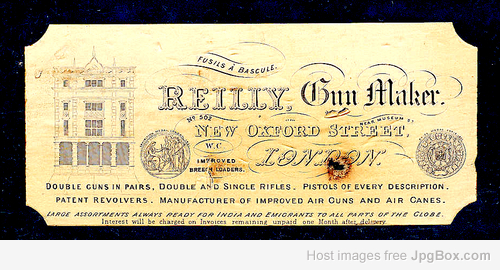 FUSILS À BASCULE.
REILLY, Gun Maker.
No 502 NEAR MUSEUM ST
NEW OXFORD STREET,
W.C
LONDON.
IMPROVED
BREECH LOADERS.
DOUBLE GUNS IN PAIRS, DOUBLE AND SINGLE RIFLES. PISTOLS OF EVERY DESCRIPTION.
PATENT REVOLVERS. MANUFACTURER OF IMPROVED AIR GUNS AND AIR CANES.
LARGE ASSORTMENTS ALWAYS READY FOR INDIA AND EMIGRANTS TO ALL PARTS OF THE GLOBE.
Interest will be charged on Invoices remaining unpaid one Month after delivery.
Host images free JpgBox.com